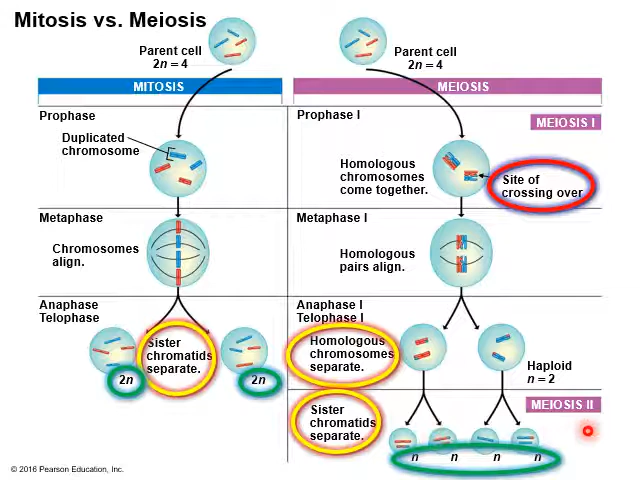 Mitosis vs. Meiosis
Parent cell
2n = 4
Parent cell
2n = 4
MITOSIS
MEIOSIS
Prophase
Duplicated
chromosome
Prophase I
MEIOSIS I
Homologous
chromosomes
come together.
Site of
crossing over
Metaphase
Chromosomes
align.
Metaphase I
Homologous
pairs align.
Anaphase
Telophase
Sister
chromatids
separate.
2n
2n
Anaphase I
Telophase I
Homologous
chromosomes
separate.
Haploid
n = 2
MEIOSIS II
Sister
chromatids
separate.
n n n n
© 2016 Pearson Education, Inc.